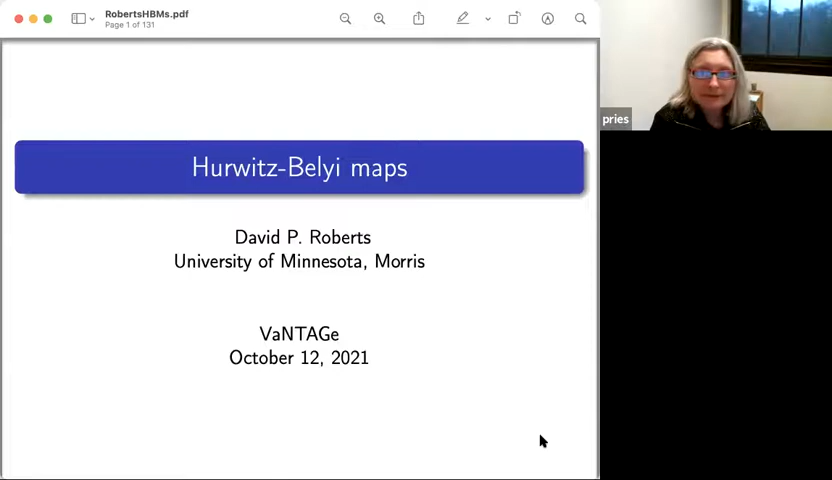 RobertsHBMs.pdf
Page 1 of 131
Hurwitz-Belyi maps
David P. Roberts
University of Minnesota, Morris
VaNTAGe
October 12, 2021
pries